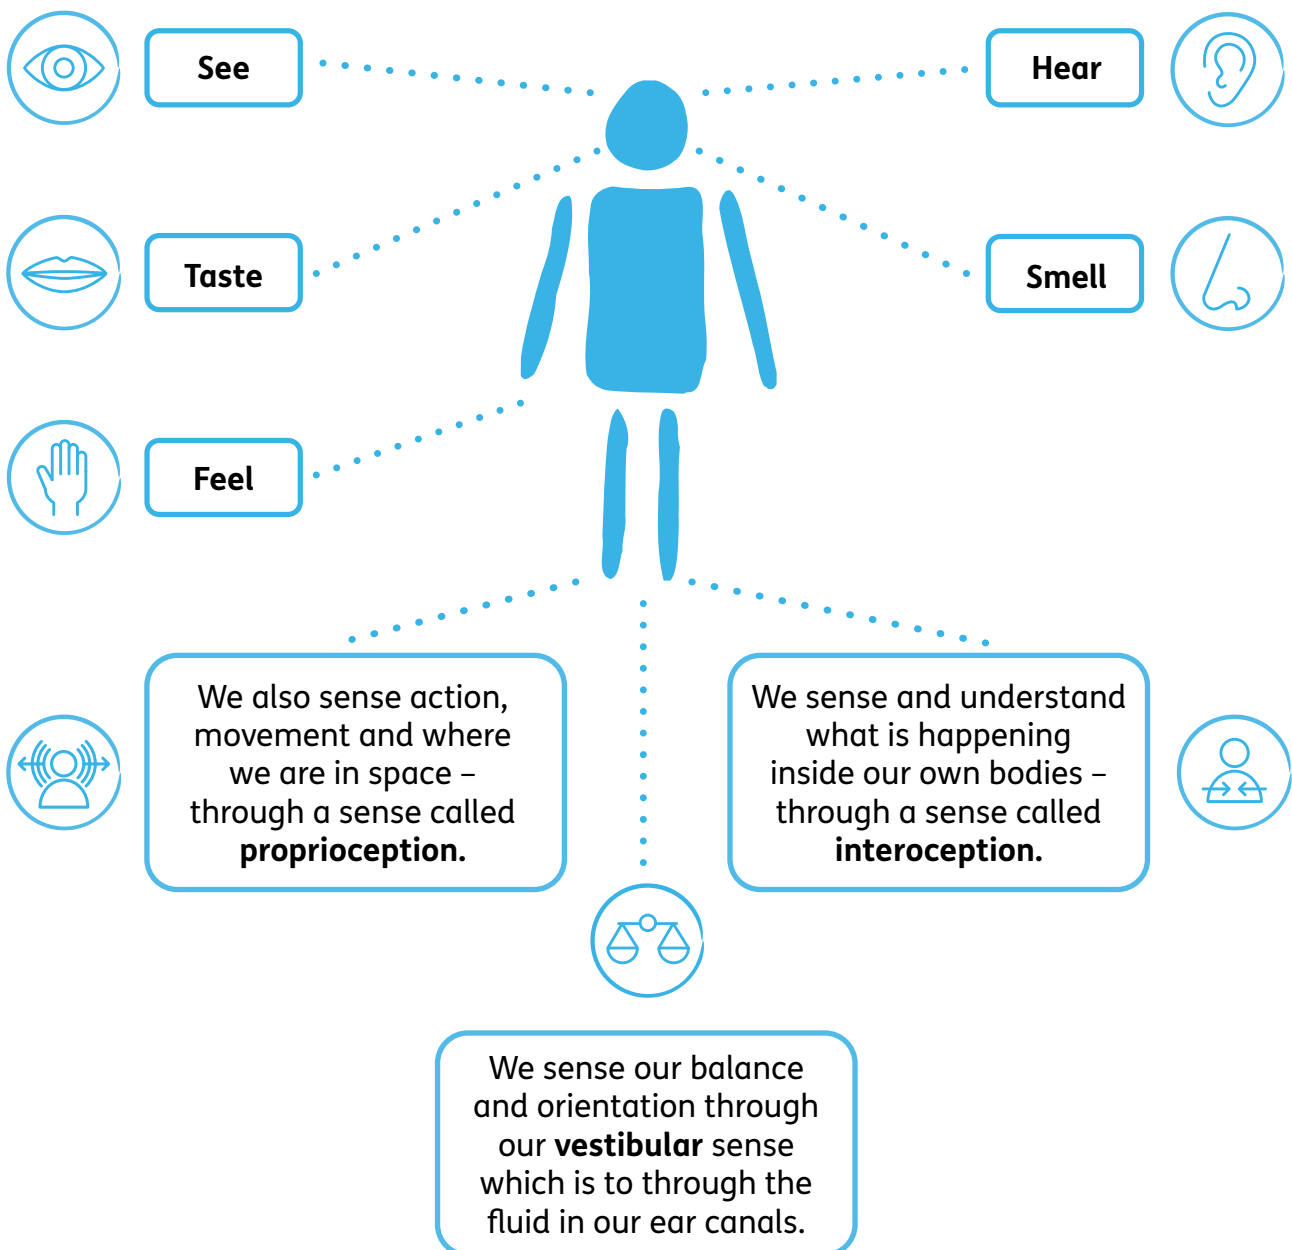 See
Hear
Taste
Smell
Feel
We also sense action,
movement and where
we are in space –
through a sense called
proprioception.
We sense and understand
what is happening
inside our own bodies –
through a sense called
interoception.
We sense our balance
and orientation through
our vestibular sense
which is to through the
fluid in our ear canals.